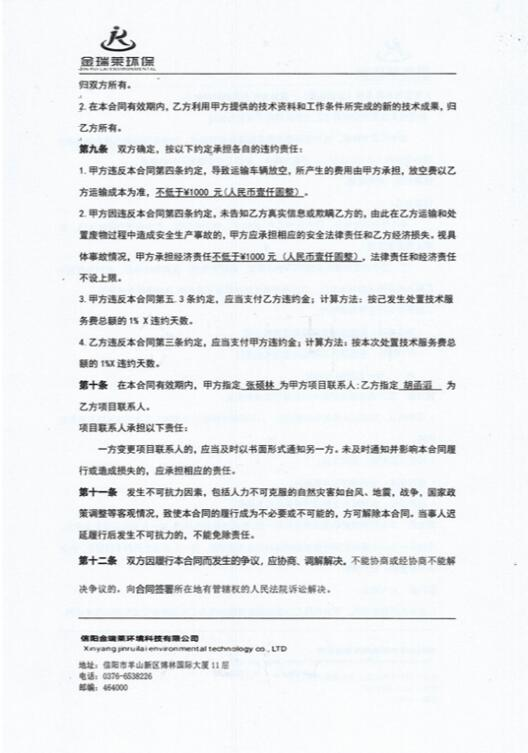 金瑞莱环保
JIN RUI LAI ENVIRONMENTAL
归双方所有。
2. 在本合同有效期内，乙方利用甲方提供的技术资料和工作条件所完成的新的技术成果，归
乙方所有。
第九条 双方确定，按以下约定承担各自的违约责任：
1. 甲方违反本合同第四条约定，导致运输车辆放空，所产生的费用由甲方承担，放空费以乙
方运输成本为准，不低于¥1000 元(人民币壹仟圆整)。
2. 甲方因违反本合同第四条约定，未告知乙方真实信息或欺瞒乙方的，由此在乙方运输和处
置废物过程中造成安全生产事故的，甲方应承担相应的安全法律责任和乙方经济损失。视具
体事故情况，甲方承担经济责任不低于¥1000 元（人民币壹仟圆整），法律责任和经济责任
不设上限。
3. 甲方违反本合同第五.3条约定，应当支付乙方违约金；计算方法：按已发生处置技术服
务费总额的1% X 违约天数。
4. 乙方违反本合同第三条约定，应当支付甲方违约金；计算方法：按本次处置技术服务费总
额的1%X 违约天数。
第十条 在本合同有效期内，甲方指定 张硕林 为甲方项目联系人；乙方指定 胡函滔 为
乙方项目联系人。
项目联系人承担以下责任：
一方变更项目联系人的，应当及时以书面形式通知另一方。未及时通知并影响本合同履
行或造成损失的，应承担相应的责任。
第十一条 发生不可抗力因素，包括人力不可克服的自然灾害如台风、地震，战争，国家政
策调整等客观情况，致使本合同的履行成为不必要或不可能的，方可解除本合同。当事人迟
延履行后发生不可抗力的，不能免除责任。
第十二条 双方因履行本合同而发生的争议，应协商、调解解决。不能协商或经协商不能解
决争议的，向合同签署所在地有管辖权的人民法院诉讼解决。
信阳金瑞莱环境科技有限公司
Xinyang jinruilai environmental technology co., LTD
地址：信阳市羊山新区博林国际大厦 11 层
电话：0376-6538226
邮编：464000